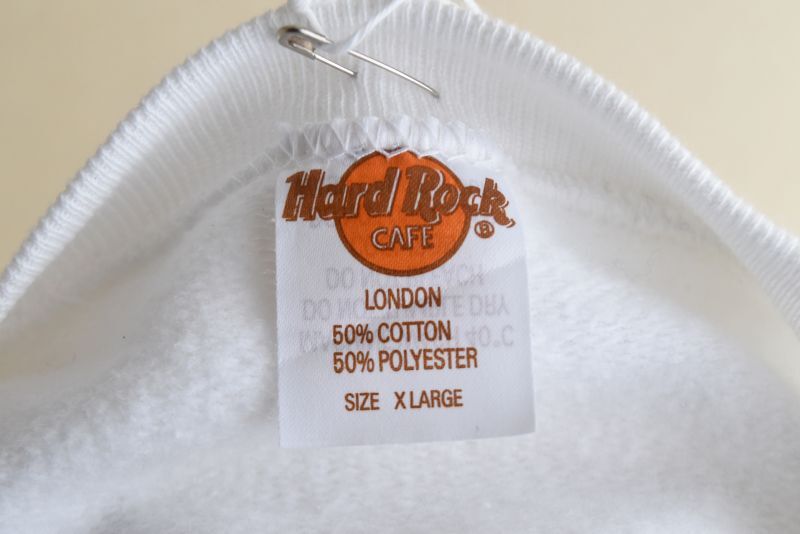 Hard Rock
CAFE ®
LONDON
50% COTTON
50% POLYESTER
SIZE X LARGE